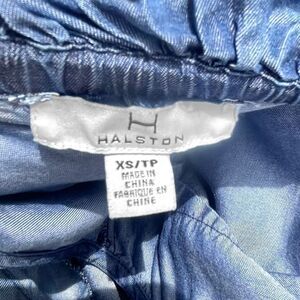 H
HALSTON
XS/TP
MADE IN
CHINA
FABRIQUÉ EN
CHINE